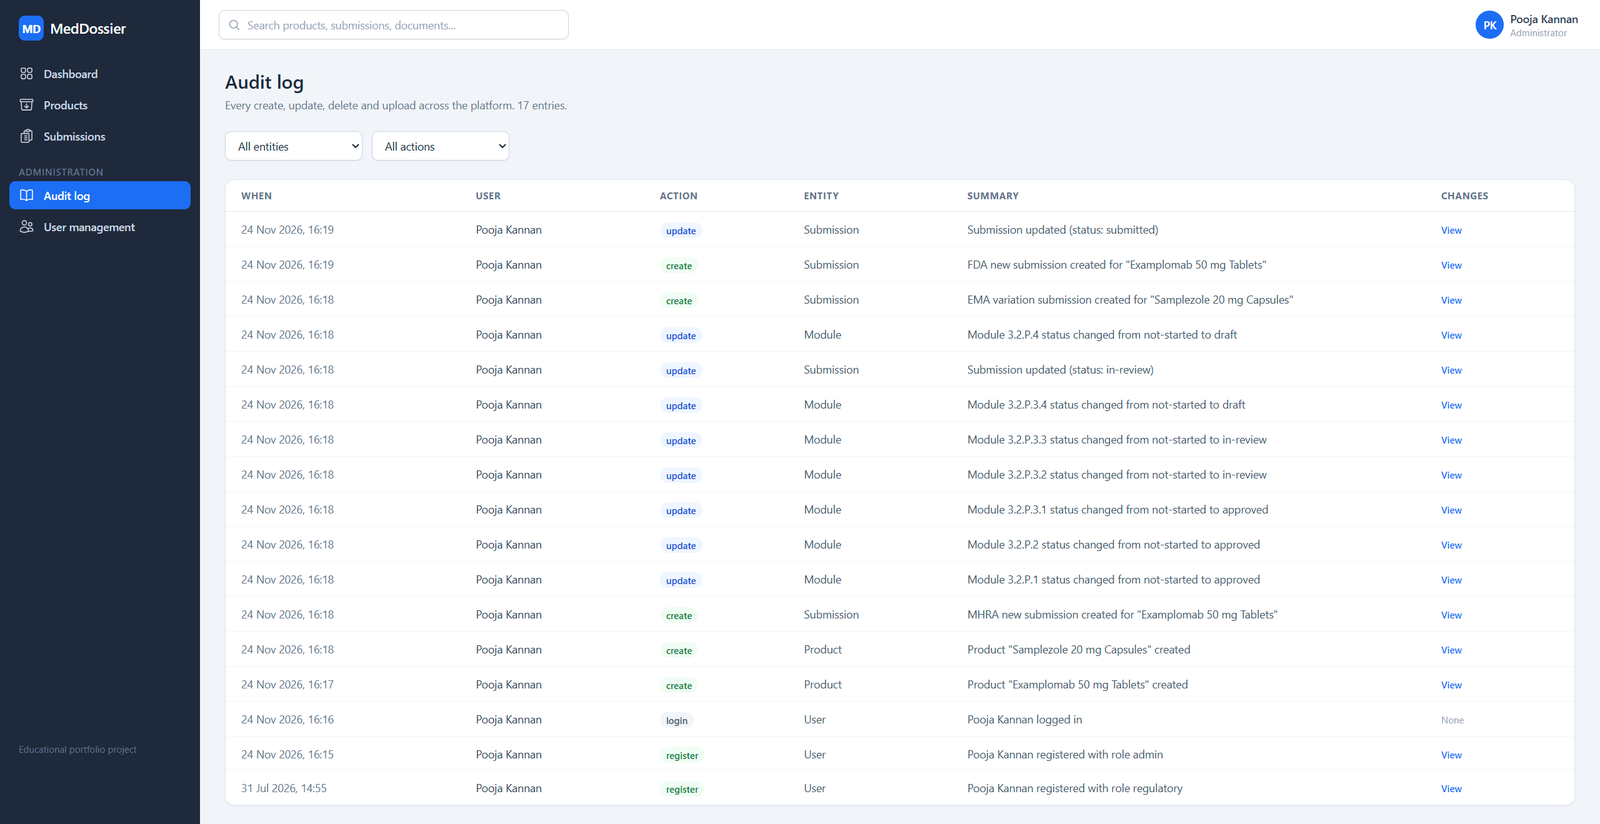 MD MedDossier
Search products, submissions, documents...
PK Pooja Kannan
Administrator
Dashboard
Products
Submissions
ADMINISTRATION
Audit log
User management
Educational portfolio project
Audit log
Every create, update, delete and upload across the platform. 17 entries.
All entities All actions
WHEN USER ACTION ENTITY SUMMARY CHANGES
24 Nov 2026, 16:19 Pooja Kannan update Submission Submission updated (status: submitted) View
24 Nov 2026, 16:19 Pooja Kannan create Submission FDA new submission created for "Examplomab 50 mg Tablets" View
24 Nov 2026, 16:18 Pooja Kannan create Submission EMA variation submission created for "Samplezole 20 mg Capsules" View
24 Nov 2026, 16:18 Pooja Kannan update Module Module 3.2.P.4 status changed from not-started to draft View
24 Nov 2026, 16:18 Pooja Kannan update Submission Submission updated (status: in-review) View
24 Nov 2026, 16:18 Pooja Kannan update Module Module 3.2.P.3.4 status changed from not-started to draft View
24 Nov 2026, 16:18 Pooja Kannan update Module Module 3.2.P.3.3 status changed from not-started to in-review View
24 Nov 2026, 16:18 Pooja Kannan update Module Module 3.2.P.3.2 status changed from not-started to in-review View
24 Nov 2026, 16:18 Pooja Kannan update Module Module 3.2.P.3.1 status changed from not-started to approved View
24 Nov 2026, 16:18 Pooja Kannan update Module Module 3.2.P.2 status changed from not-started to approved View
24 Nov 2026, 16:18 Pooja Kannan update Module Module 3.2.P.1 status changed from not-started to approved View
24 Nov 2026, 16:18 Pooja Kannan create Submission MHRA new submission created for "Examplomab 50 mg Tablets" View
24 Nov 2026, 16:18 Pooja Kannan create Product Product "Samplezole 20 mg Capsules" created View
24 Nov 2026, 16:17 Pooja Kannan create Product Product "Examplomab 50 mg Tablets" created View
24 Nov 2026, 16:16 Pooja Kannan login User Pooja Kannan logged in None
24 Nov 2026, 16:15 Pooja Kannan register User Pooja Kannan registered with role admin View
31 Jul 2026, 14:55 Pooja Kannan register User Pooja Kannan registered with role regulatory View